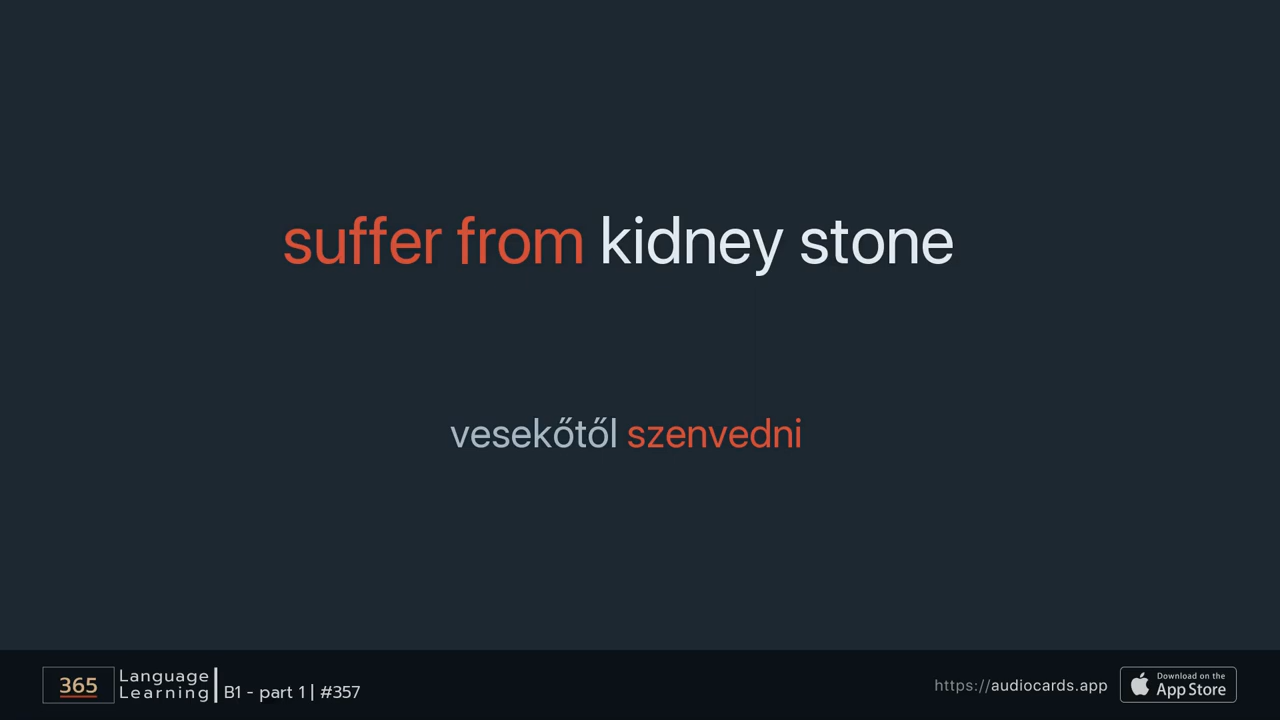 suffer from kidney stone
vesekőtől szenvedni
365
Language
Learning
B1 - part 1 | #357
https://audiocards.app
Download on the
App Store